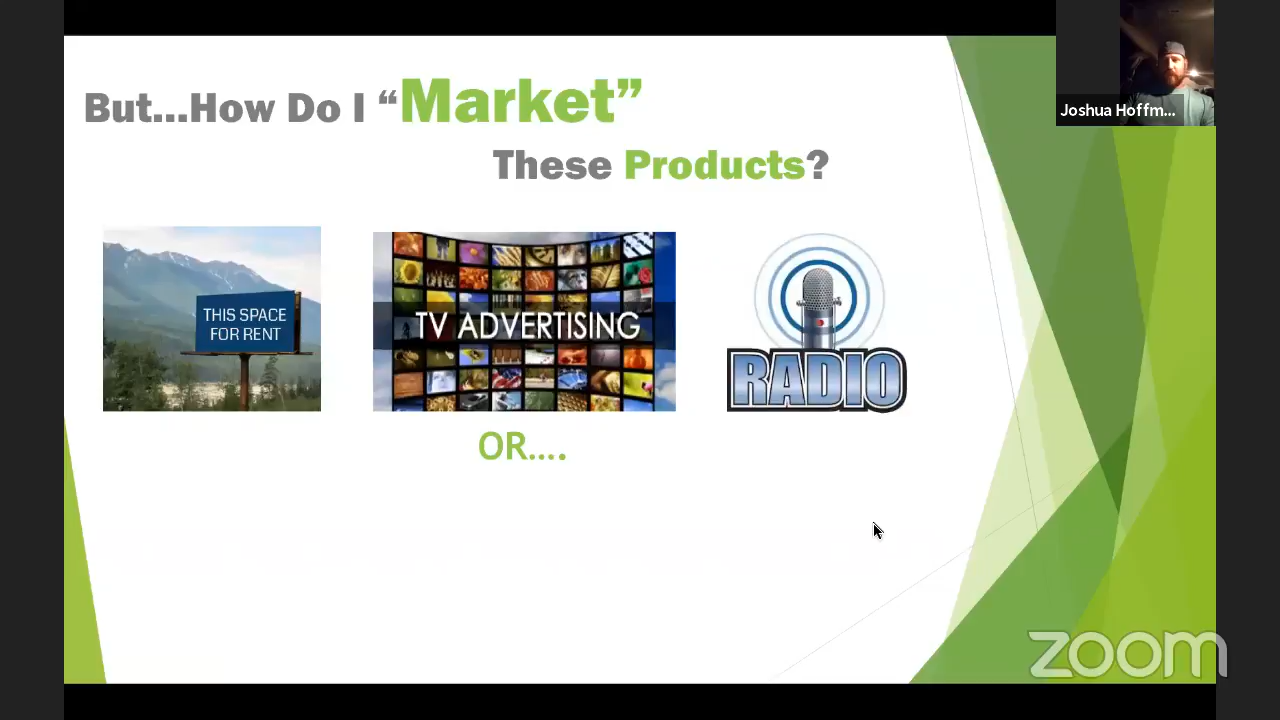 But...How Do I “Market”
These Products?
Joshua Hoffm...
THIS SPACE
FOR RENT
TV ADVERTISING
RADIO
OR....
zoom